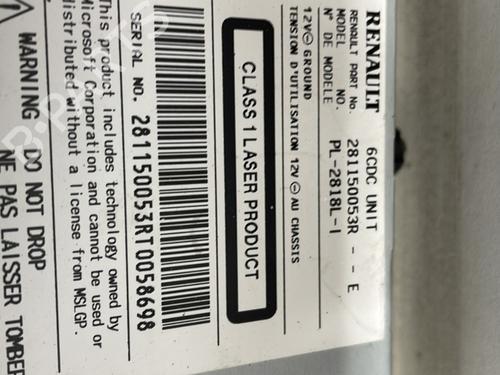 RENAULT 6CDC UNIT
RENAULT PART No. 281150053R - - E
MODEL NO. PL-2818L-I
N° DE MODELE
12V⊖ GROUND
TENSION D'UTILISATION 12V ⊖ AU CHASSIS
CLASS 1 LASER PRODUCT
SERIAL NO. 281150053RT0058698
This product includes technology owned by
Microsoft Corporation and cannot be used or
distributed without a license from MSLGP.
WARNING DO NOT DROP
NE PAS LAISSER TOMBER